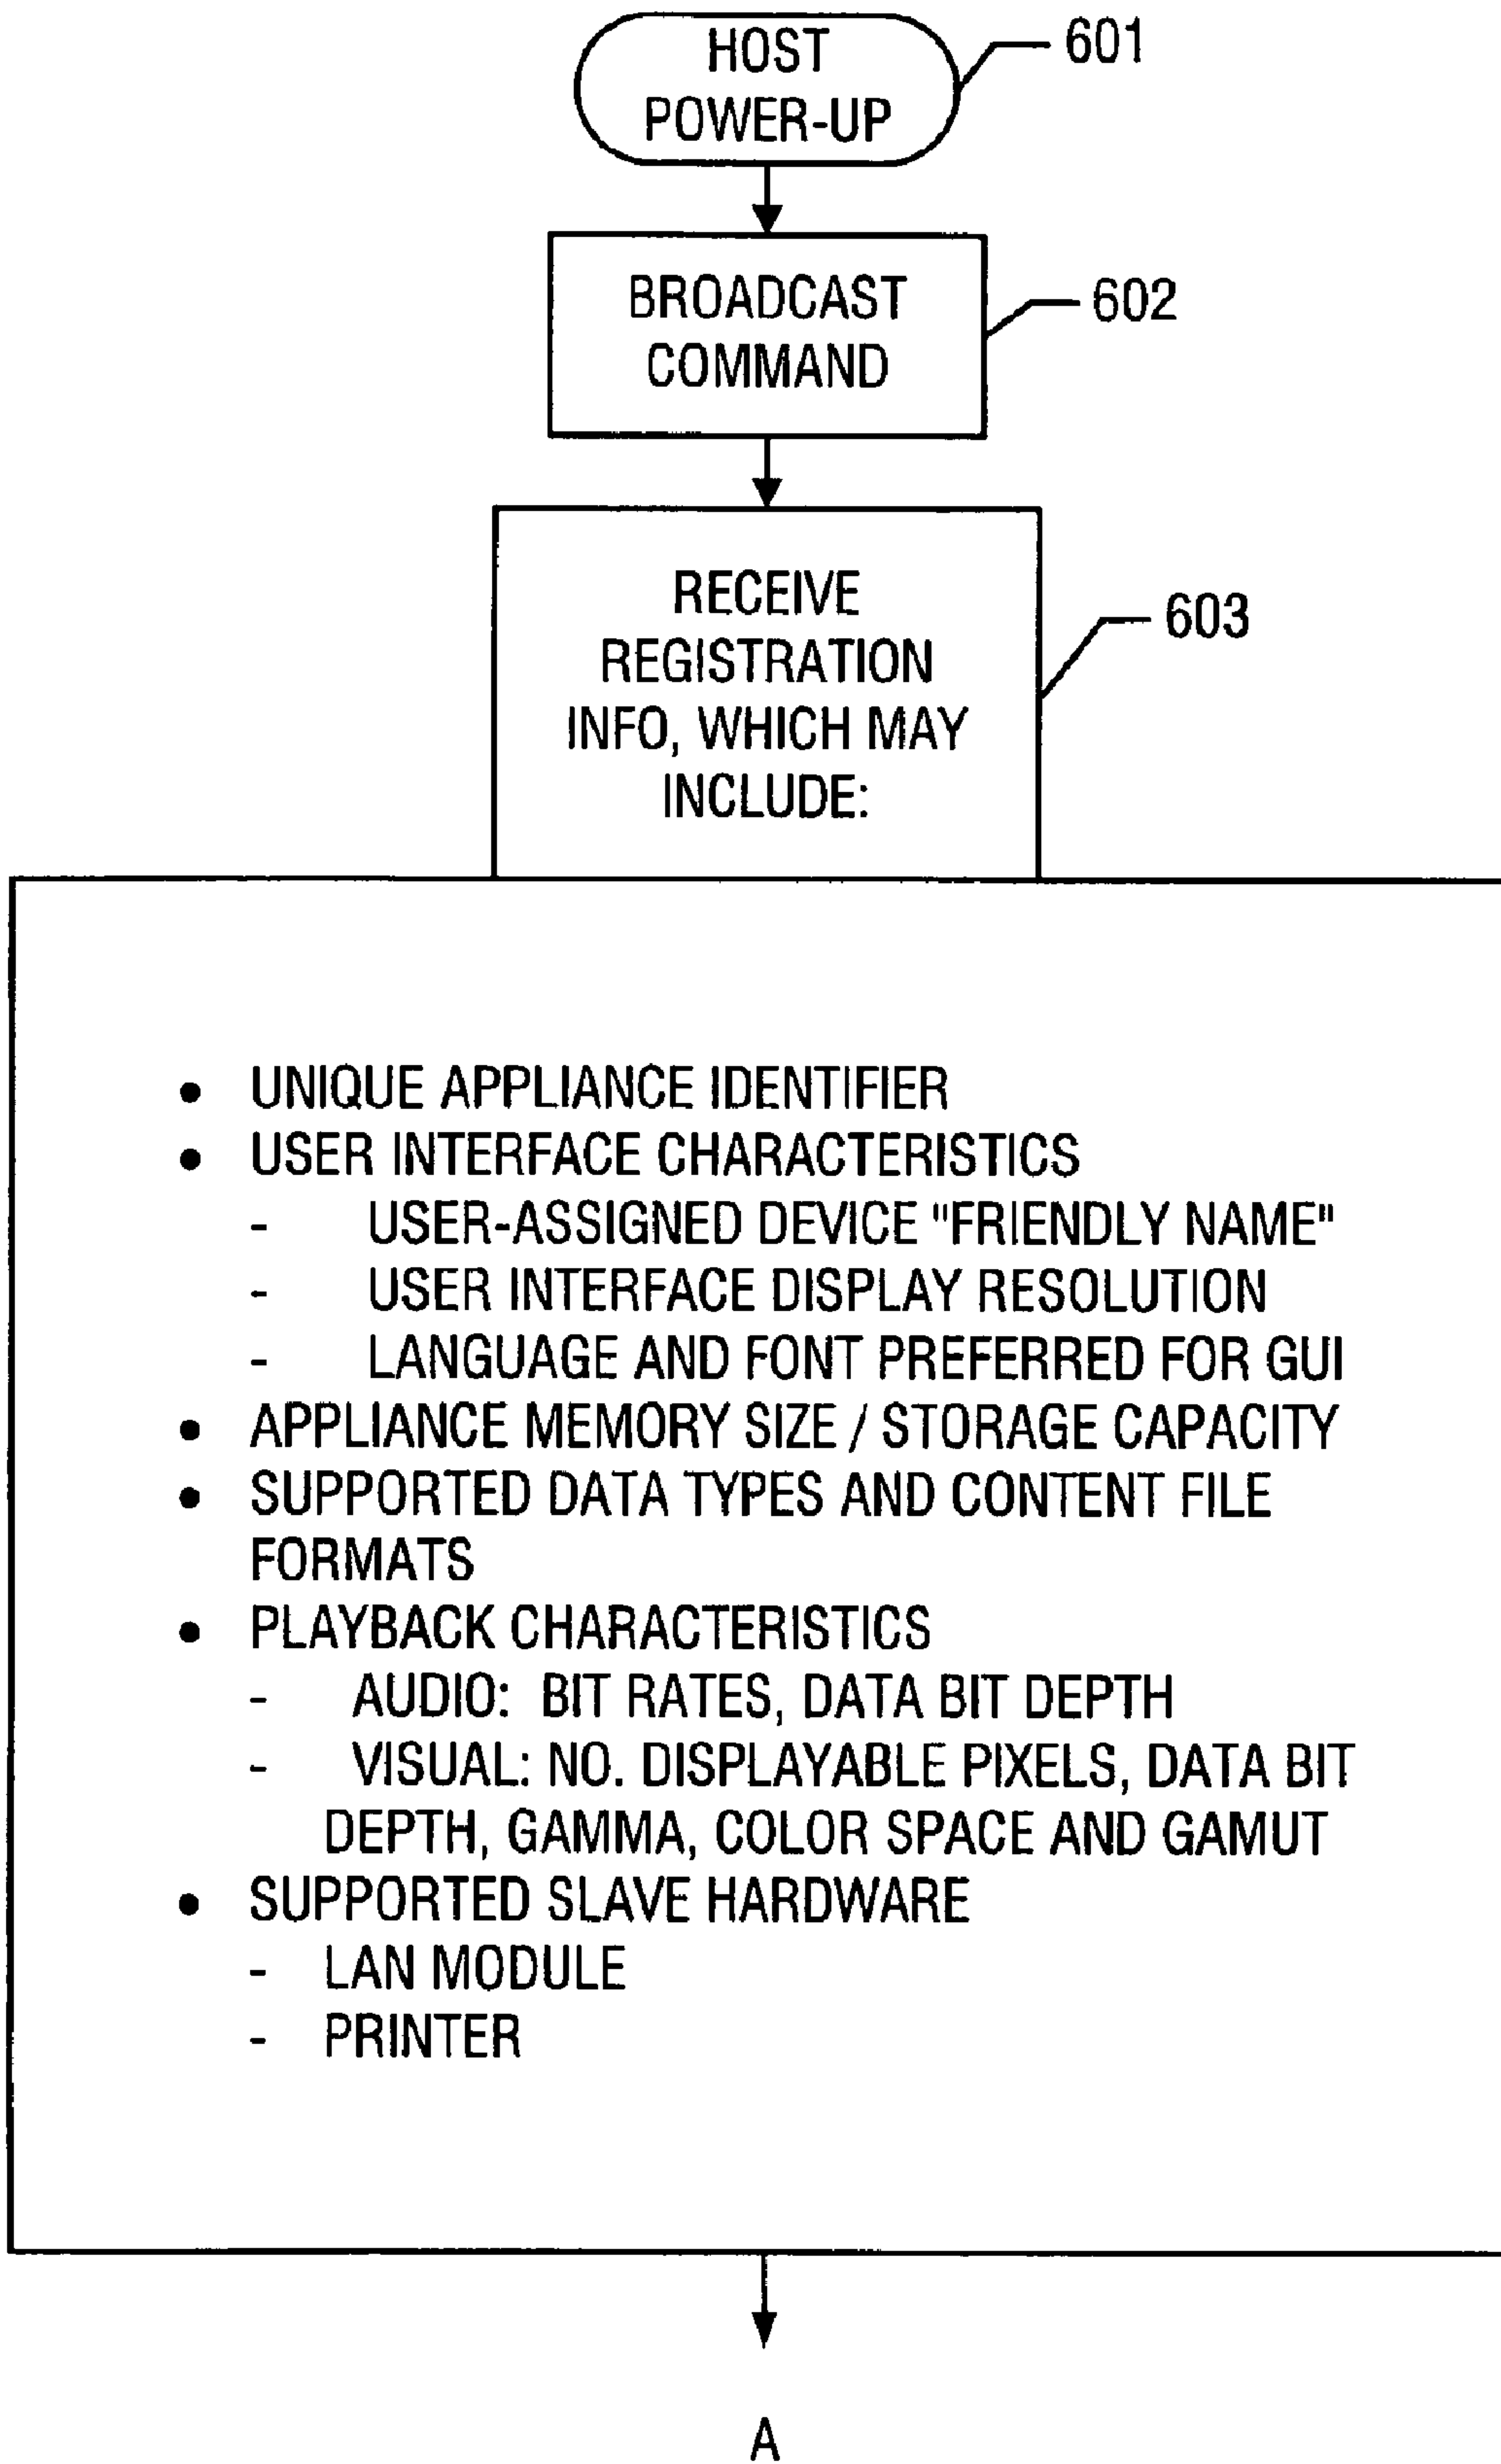 HOST
POWER-UP
601
BROADCAST
COMMAND
602
RECEIVE
REGISTRATION
INFO, WHICH MAY
INCLUDE:
603
• UNIQUE APPLIANCE IDENTIFIER
• USER INTERFACE CHARACTERISTICS
- USER-ASSIGNED DEVICE "FRIENDLY NAME"
- USER INTERFACE DISPLAY RESOLUTION
- LANGUAGE AND FONT PREFERRED FOR GUI
• APPLIANCE MEMORY SIZE / STORAGE CAPACITY
• SUPPORTED DATA TYPES AND CONTENT FILE
FORMATS
• PLAYBACK CHARACTERISTICS
- AUDIO: BIT RATES, DATA BIT DEPTH
- VISUAL: NO. DISPLAYABLE PIXELS, DATA BIT
DEPTH, GAMMA, COLOR SPACE AND GAMUT
• SUPPORTED SLAVE HARDWARE
- LAN MODULE
- PRINTER
A